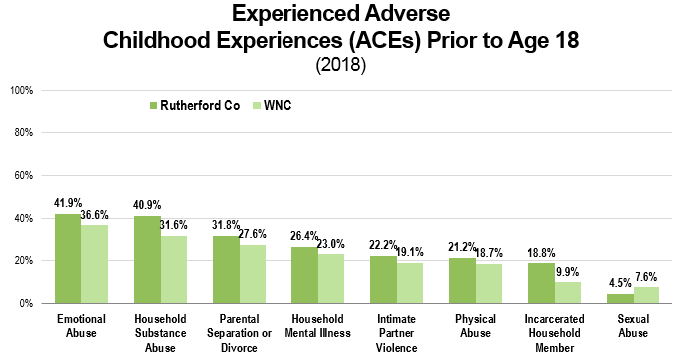 Experienced Adverse
Childhood Experiences (ACEs) Prior to Age 18
(2018)
100%
80%
60%
40%
20%
0%
Rutherford Co
WNC
41.9%
36.6%
40.9%
31.6%
31.8%
27.6%
26.4%
23.0%
22.2%
19.1%
21.2%
18.7%
18.8%
9.9%
4.5%
7.6%
Emotional
Abuse
Household
Substance
Abuse
Parental
Separation or
Divorce
Household
Mental Illness
Intimate
Partner
Violence
Physical
Abuse
Incarcerated
Household
Member
Sexual
Abuse